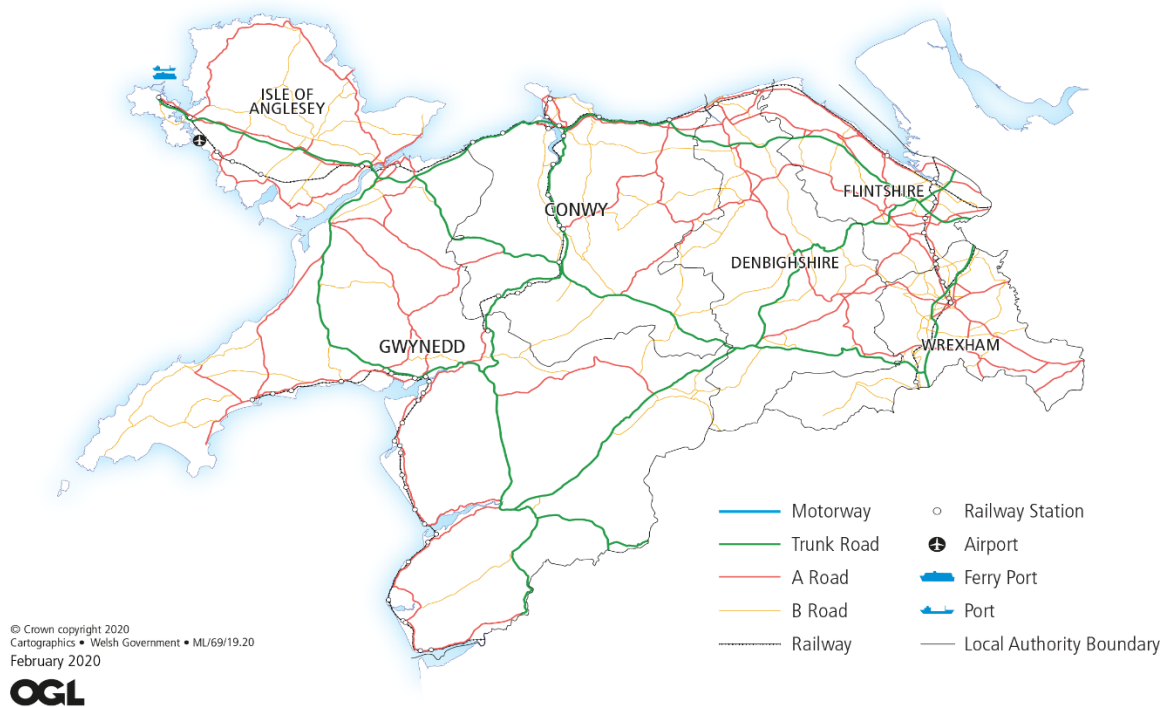 ISLE OF
ANGLESEY
FLINTSHIRE
CONWY
DENBIGHSHIRE
GWYNEDD
WREXHAM
Motorway
Railway Station
Trunk Road
Airport
A Road
Ferry Port
B Road
Port
Railway
Local Authority Boundary
© Crown copyright 2020
Cartographics • Welsh Government • ML/69/19.20
February 2020
OGL